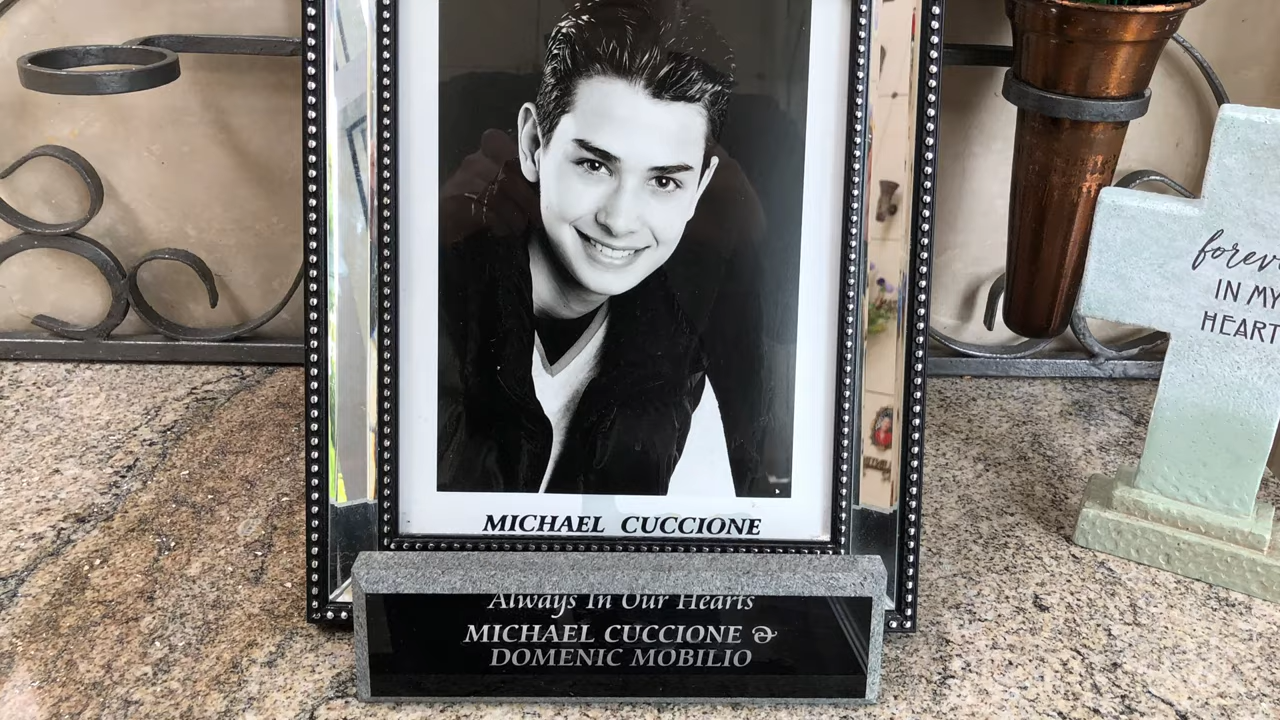 MICHAEL CUCCIONE
Always In Our Hearts
MICHAEL CUCCIONE &
DOMENIC MOBILIO
IN MY
HEART